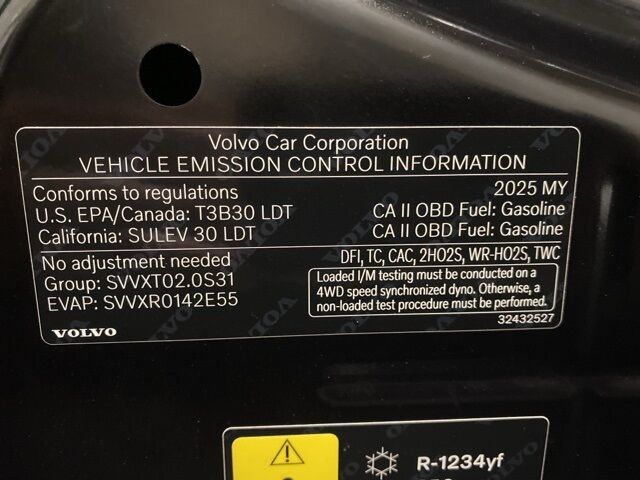 Volvo Car Corporation
VEHICLE EMISSION CONTROL INFORMATION
Conforms to regulations 2025 MY
U.S. EPA/Canada: T3B30 LDT CA II OBD Fuel: Gasoline
California: SULEV 30 LDT CA II OBD Fuel: Gasoline
No adjustment needed DFI, TC, CAC, 2HO2S, WR-HO2S, TWC
Group: SVVXT02.0S31
EVAP: SVVXR0142E55
Loaded I/M testing must be conducted on a
4WD speed synchronized dyno. Otherwise, a
non-loaded test procedure must be performed.
VOLVO 32432527
R-1234yf